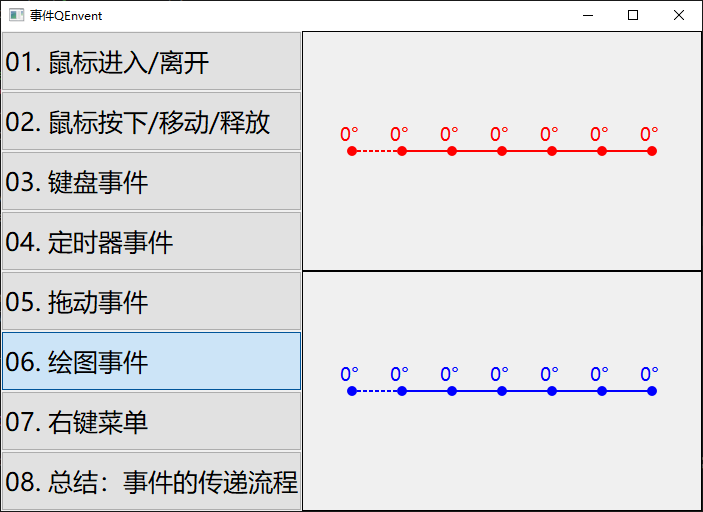 事件QEnvent
01. 鼠标进入/离开
02. 鼠标按下/移动/释放
03. 键盘事件
04. 定时器事件
05. 拖动事件
06. 绘图事件
07. 右键菜单
08. 总结：事件的传递流程
0° 0° 0° 0° 0° 0° 0°
0° 0° 0° 0° 0° 0° 0°